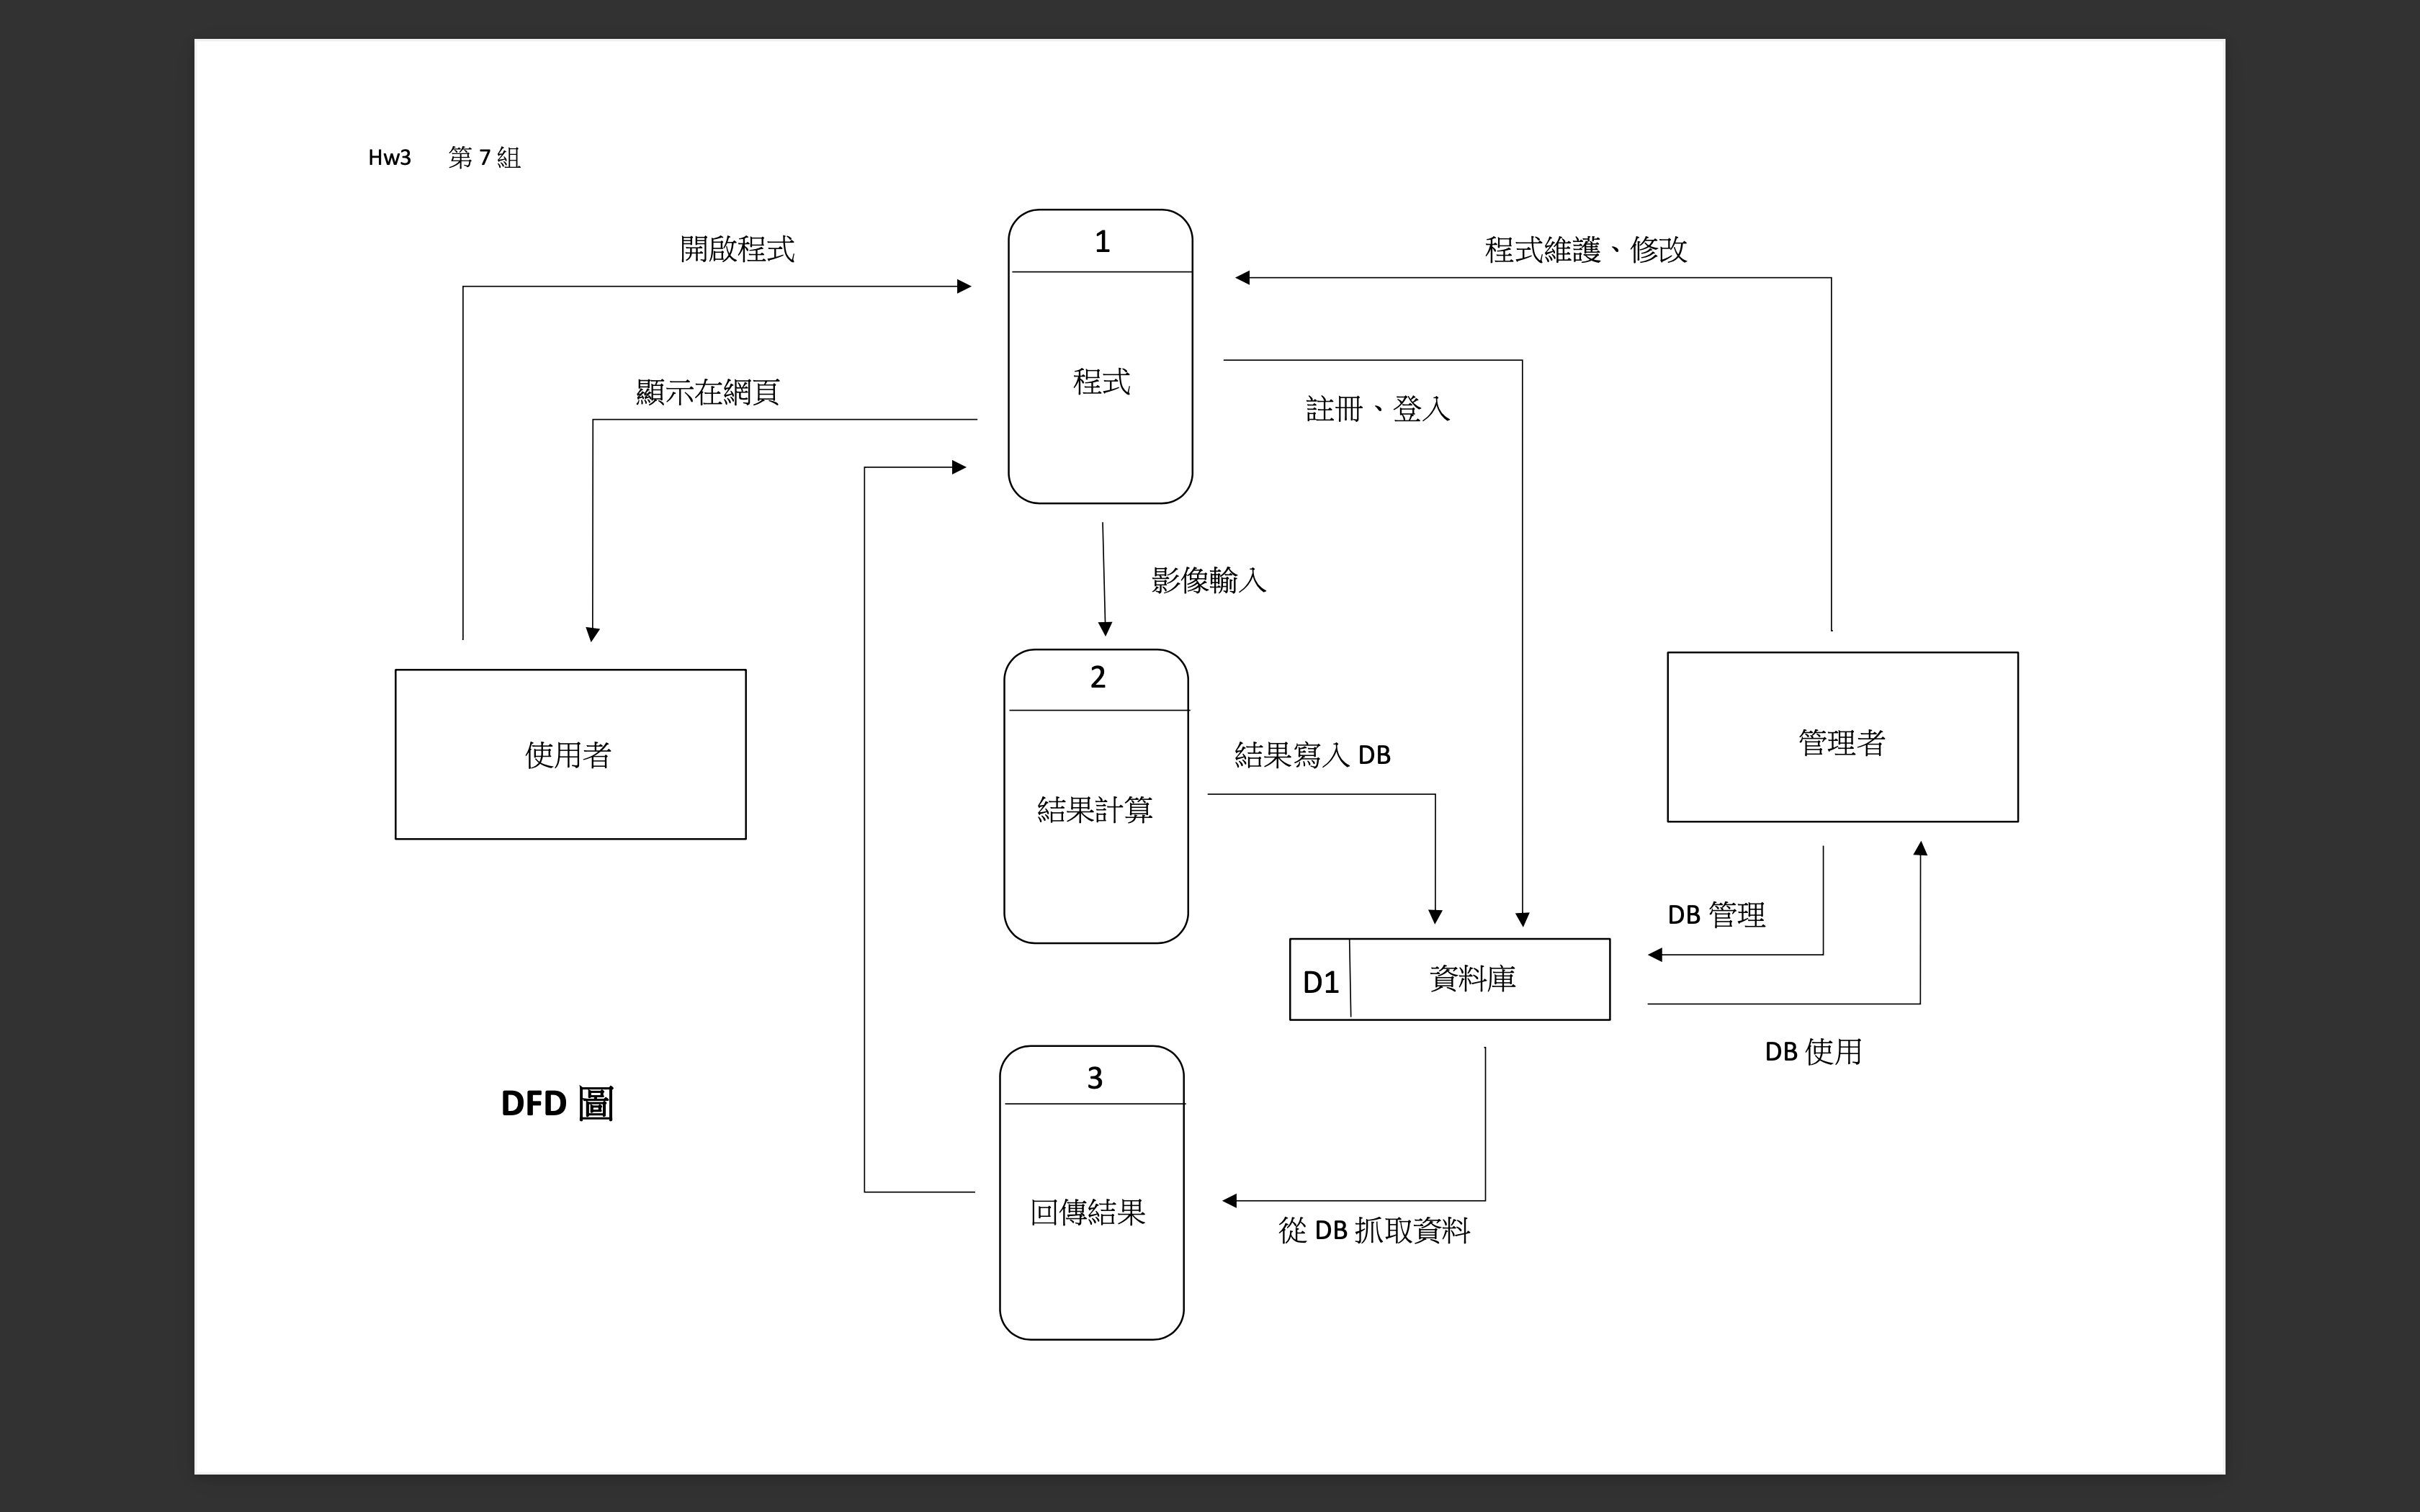 Hw3 第 7 組
1
開啟程式
程式維護、修改
程式
顯示在網頁
註冊、登入
影像輸入
2
使用者
結果寫入 DB
管理者
結果計算
DB 管理
D1 資料庫
DB 使用
3
DFD 圖
回傳結果
從 DB 抓取資料